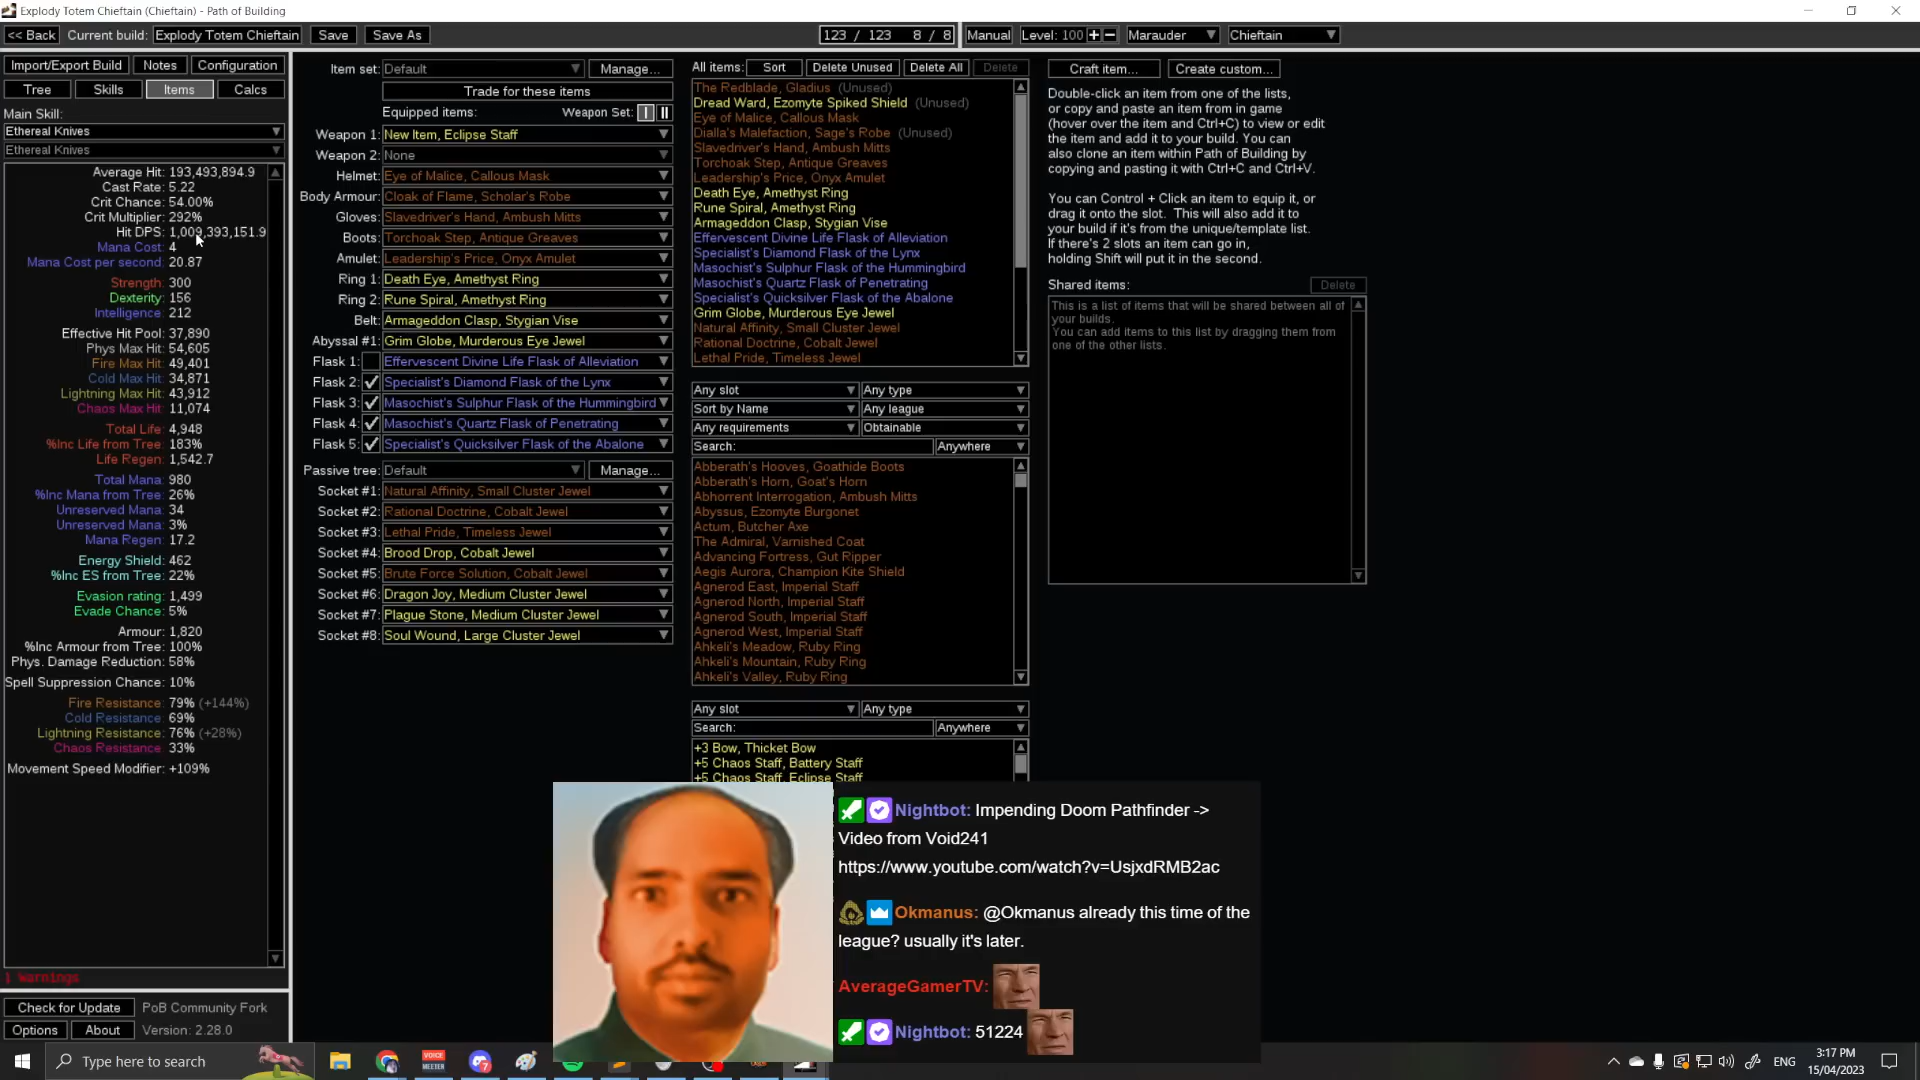 Explody Totem Chieftain (Chieftain) - Path of Building
<< Back
Current build: Explody Totem Chieftain
Save
Save As
123 / 123 8 / 8
Manual
Level: 100 + −
Marauder
Chieftain
Import/Export Build
Notes
Configuration
Tree
Skills
Items
Calcs
Main Skill:
Ethereal Knives
Ethereal Knives
Average Hit: 193,493,894.9
Cast Rate: 5.22
Crit Chance: 54.00%
Crit Multiplier: 292%
Hit DPS: 1,009,393,151.9
Mana Cost: 4
Mana Cost per second: 20.87
Strength: 300
Dexterity: 156
Intelligence: 212
Effective Hit Pool: 37,890
Phys Max Hit: 54,605
Fire Max Hit: 49,401
Cold Max Hit: 34,871
Lightning Max Hit: 43,912
Chaos Max Hit: 11,074
Total Life: 4,948
%Inc Life from Tree: 183%
Life Regen: 1,542.7
Total Mana: 980
%Inc Mana from Tree: 26%
Unreserved Mana: 34
Unreserved Mana: 3%
Mana Regen: 17.2
Energy Shield: 462
%Inc ES from Tree: 22%
Evasion rating: 1,499
Evade Chance: 5%
Armour: 1,820
%Inc Armour from Tree: 100%
Phys. Damage Reduction: 58%
Spell Suppression Chance: 10%
Fire Resistance: 79% (+144%)
Cold Resistance: 69%
Lightning Resistance: 76% (+28%)
Chaos Resistance: 33%
Movement Speed Modifier: +109%
1 Warnings
Check for Update
PoB Community Fork
Options
About
Version: 2.28.0
Item set: Default
Manage...
Trade for these items
Equipped items:
Weapon Set: I II
Weapon 1: New Item, Eclipse Staff
Weapon 2: None
Helmet: Eye of Malice, Callous Mask
Body Armour: Cloak of Flame, Scholar's Robe
Gloves: Slavedriver's Hand, Ambush Mitts
Boots: Torchoak Step, Antique Greaves
Amulet: Leadership's Price, Onyx Amulet
Ring 1: Death Eye, Amethyst Ring
Ring 2: Rune Spiral, Amethyst Ring
Belt: Armageddon Clasp, Stygian Vise
Abyssal #1: Grim Globe, Murderous Eye Jewel
Flask 1: Effervescent Divine Life Flask of Alleviation
Flask 2: Specialist's Diamond Flask of the Lynx
Flask 3: Masochist's Sulphur Flask of the Hummingbird
Flask 4: Masochist's Quartz Flask of Penetrating
Flask 5: Specialist's Quicksilver Flask of the Abalone
Passive tree: Default
Manage...
Socket #1: Natural Affinity, Small Cluster Jewel
Socket #2: Rational Doctrine, Cobalt Jewel
Socket #3: Lethal Pride, Timeless Jewel
Socket #4: Brood Drop, Cobalt Jewel
Socket #5: Brute Force Solution, Cobalt Jewel
Socket #6: Dragon Joy, Medium Cluster Jewel
Socket #7: Plague Stone, Medium Cluster Jewel
Socket #8: Soul Wound, Large Cluster Jewel
All items:
Sort
Delete Unused
Delete All
Delete
The Redblade, Gladius (Unused)
Dread Ward, Ezomyte Spiked Shield (Unused)
Eye of Malice, Callous Mask
Dialla's Malefaction, Sage's Robe (Unused)
Slavedriver's Hand, Ambush Mitts
Torchoak Step, Antique Greaves
Leadership's Price, Onyx Amulet
Death Eye, Amethyst Ring
Rune Spiral, Amethyst Ring
Armageddon Clasp, Stygian Vise
Effervescent Divine Life Flask of Alleviation
Specialist's Diamond Flask of the Lynx
Masochist's Sulphur Flask of the Hummingbird
Masochist's Quartz Flask of Penetrating
Specialist's Quicksilver Flask of the Abalone
Grim Globe, Murderous Eye Jewel
Natural Affinity, Small Cluster Jewel
Rational Doctrine, Cobalt Jewel
Lethal Pride, Timeless Jewel
Any slot
Any type
Sort by Name
Any league
Any requirements
Obtainable
Search:
Anywhere
Abberath's Hooves, Goathide Boots
Abberath's Horn, Goat's Horn
Abhorrent Interrogation, Ambush Mitts
Abyssus, Ezomyte Burgonet
Actum, Butcher Axe
The Admiral, Varnished Coat
Advancing Fortress, Gut Ripper
Aegis Aurora, Champion Kite Shield
Agnerod East, Imperial Staff
Agnerod North, Imperial Staff
Agnerod South, Imperial Staff
Agnerod West, Imperial Staff
Ahkeli's Meadow, Ruby Ring
Ahkeli's Mountain, Ruby Ring
Ahkeli's Valley, Ruby Ring
Any slot
Any type
Search:
Anywhere
+3 Bow, Thicket Bow
+5 Chaos Staff, Battery Staff
+5 Chaos Staff, Eclipse Staff
Craft item...
Create custom...
Double-click an item from one of the lists,
or copy and paste an item from in game
(hover over the item and Ctrl+C) to view or edit
the item and add it to your build. You can
also clone an item within Path of Building by
copying and pasting it with Ctrl+C and Ctrl+V.
You can Control + Click an item to equip it, or
drag it onto the slot. This will also add it to
your build if it's from the unique/template list.
If there's 2 slots an item can go in,
holding Shift will put it in the second.
Shared items:
Delete
This is a list of items that will be shared between all of
your builds.
You can add items to this list by dragging them from
one of the other lists.
Nightbot: Impending Doom Pathfinder ->
Video from Void241
https://www.youtube.com/watch?v=UsjxdRMB2ac
Okmanus: @Okmanus already this time of the
league? usually it's later.
AverageGamerTV:
Nightbot: 51224
Type here to search
VOICE
MEETER
ENG
3:17 PM
15/04/2023